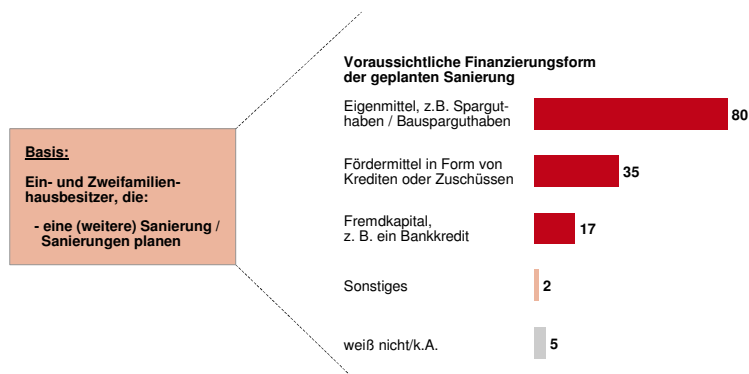 Voraussichtliche Finanzierungsform
der geplanten Sanierung
Eigenmittel, z.B. Spargut-
haben / Bausparguthaben
80
Basis:
Ein- und Zweifamilien-
hausbesitzer, die:
- eine (weitere) Sanierung /
Sanierungen planen
Fördermittel in Form von
Krediten oder Zuschüssen
35
Fremdkapital,
z. B. ein Bankkredit
17
Sonstiges
2
weiß nicht/k.A.
5